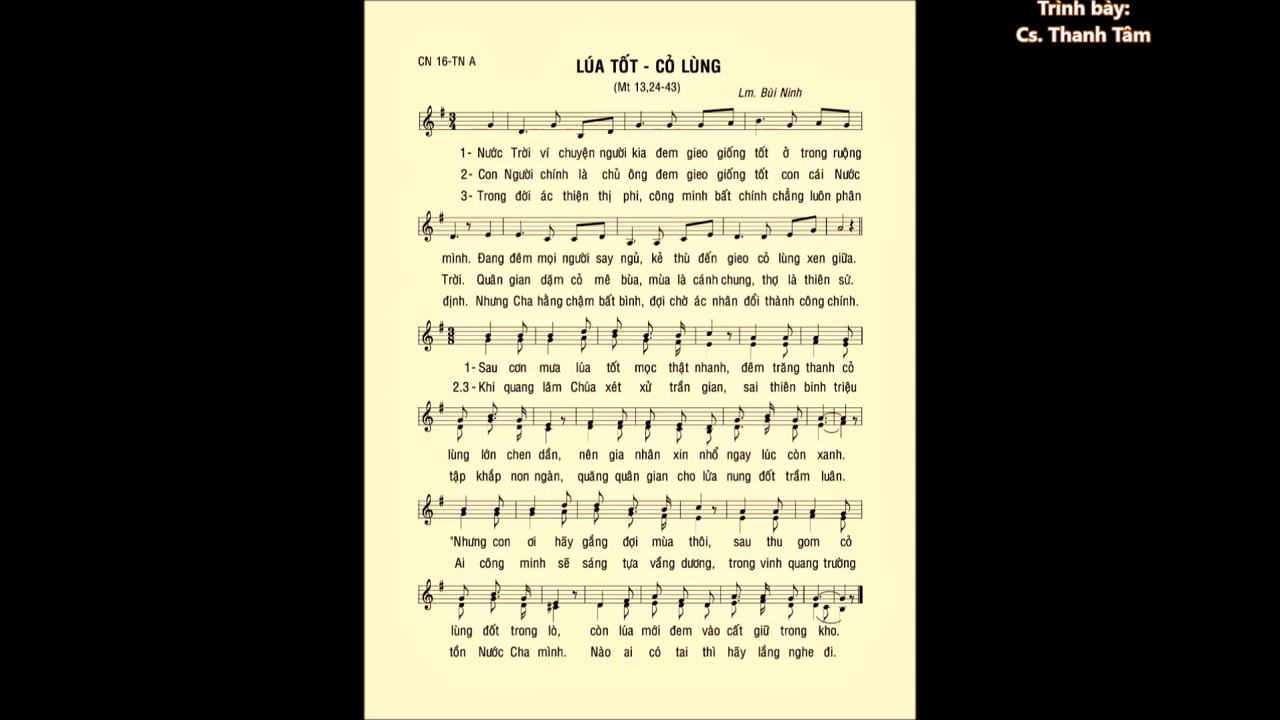 Trình bày:
Cs. Thanh Tâm
CN 16-TN A
LÚA TỐT - CỎ LÙNG
(Mt 13,24-43)
Lm. Bùi Ninh
1- Nước Trời ví chuyện người kia đem gieo giống tốt ở trong ruộng
2- Con Người chính là chủ ông đem gieo giống tốt con cái Nước
3- Trong đời ác thiện thị phi, công minh bất chính chẳng luôn phân
mình. Đang đêm mọi người say ngủ, kẻ thù đến gieo cỏ lùng xen giữa.
Trời. Quân gian dặm cỏ mê bùa, mùa là cánh chung, thợ là thiên sứ.
định. Nhưng Cha hằng chậm bất bình, đợi chờ ác nhân đổi thành công chính.
1- Sau cơn mưa lúa tốt mọc thật nhanh, đêm trăng thanh cỏ
2.3 - Khi quang lâm Chúa xét xử trần gian, sai thiên binh triệu
lùng lớn chen dần, nên gia nhân xin nhổ ngay lúc còn xanh.
tập khắp non ngàn, quăng quân gian cho lửa nung đốt trầm luân.
"Nhưng con ơi hãy gắng đợi mùa thôi, sau thu gom cỏ
Ai công minh sẽ sáng tựa vầng dương, trong vinh quang trường
lùng đốt trong lò, còn lúa mới đem vào cất giữ trong kho.
tồn Nước Cha mình. Nào ai có tai thì hãy lắng nghe đi.